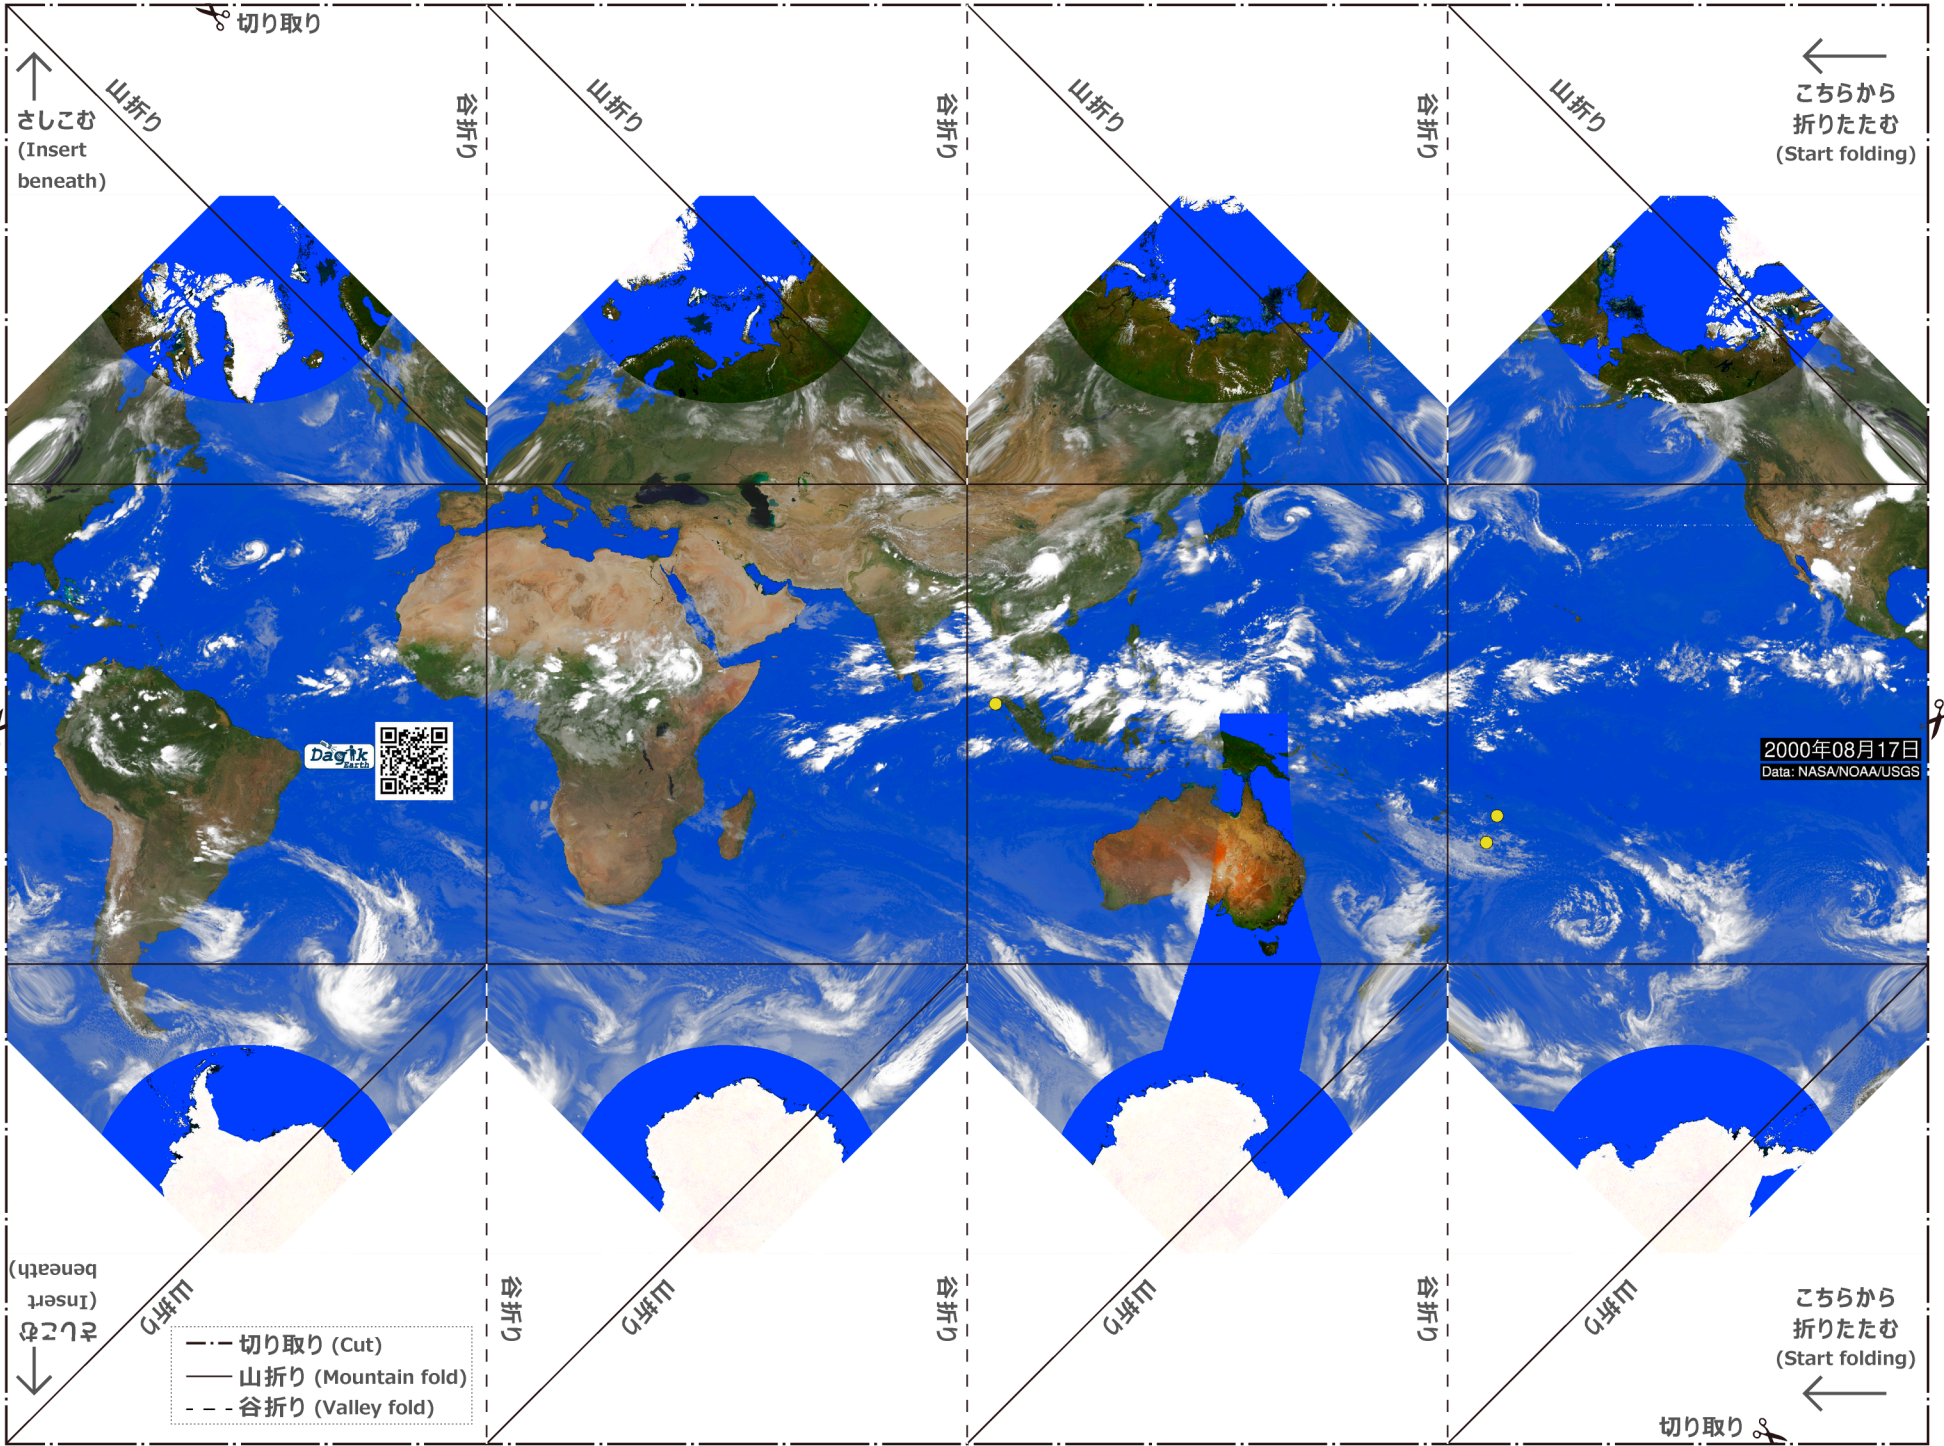 切り取り
山折り
谷折り
山折り
谷折り
山折り
谷折り
山折り
さしこむ
(Insert
beneath)
こちらから
折りたたむ
(Start folding)
Dagik
Earth
2000年08月17日
Data: NASA/NOAA/USGS
さしこむ
(Insert
beneath)
山折り
谷折り
山折り
谷折り
山折り
谷折り
山折り
切り取り (Cut)
山折り (Mountain fold)
谷折り (Valley fold)
こちらから
折りたたむ
(Start folding)
切り取り